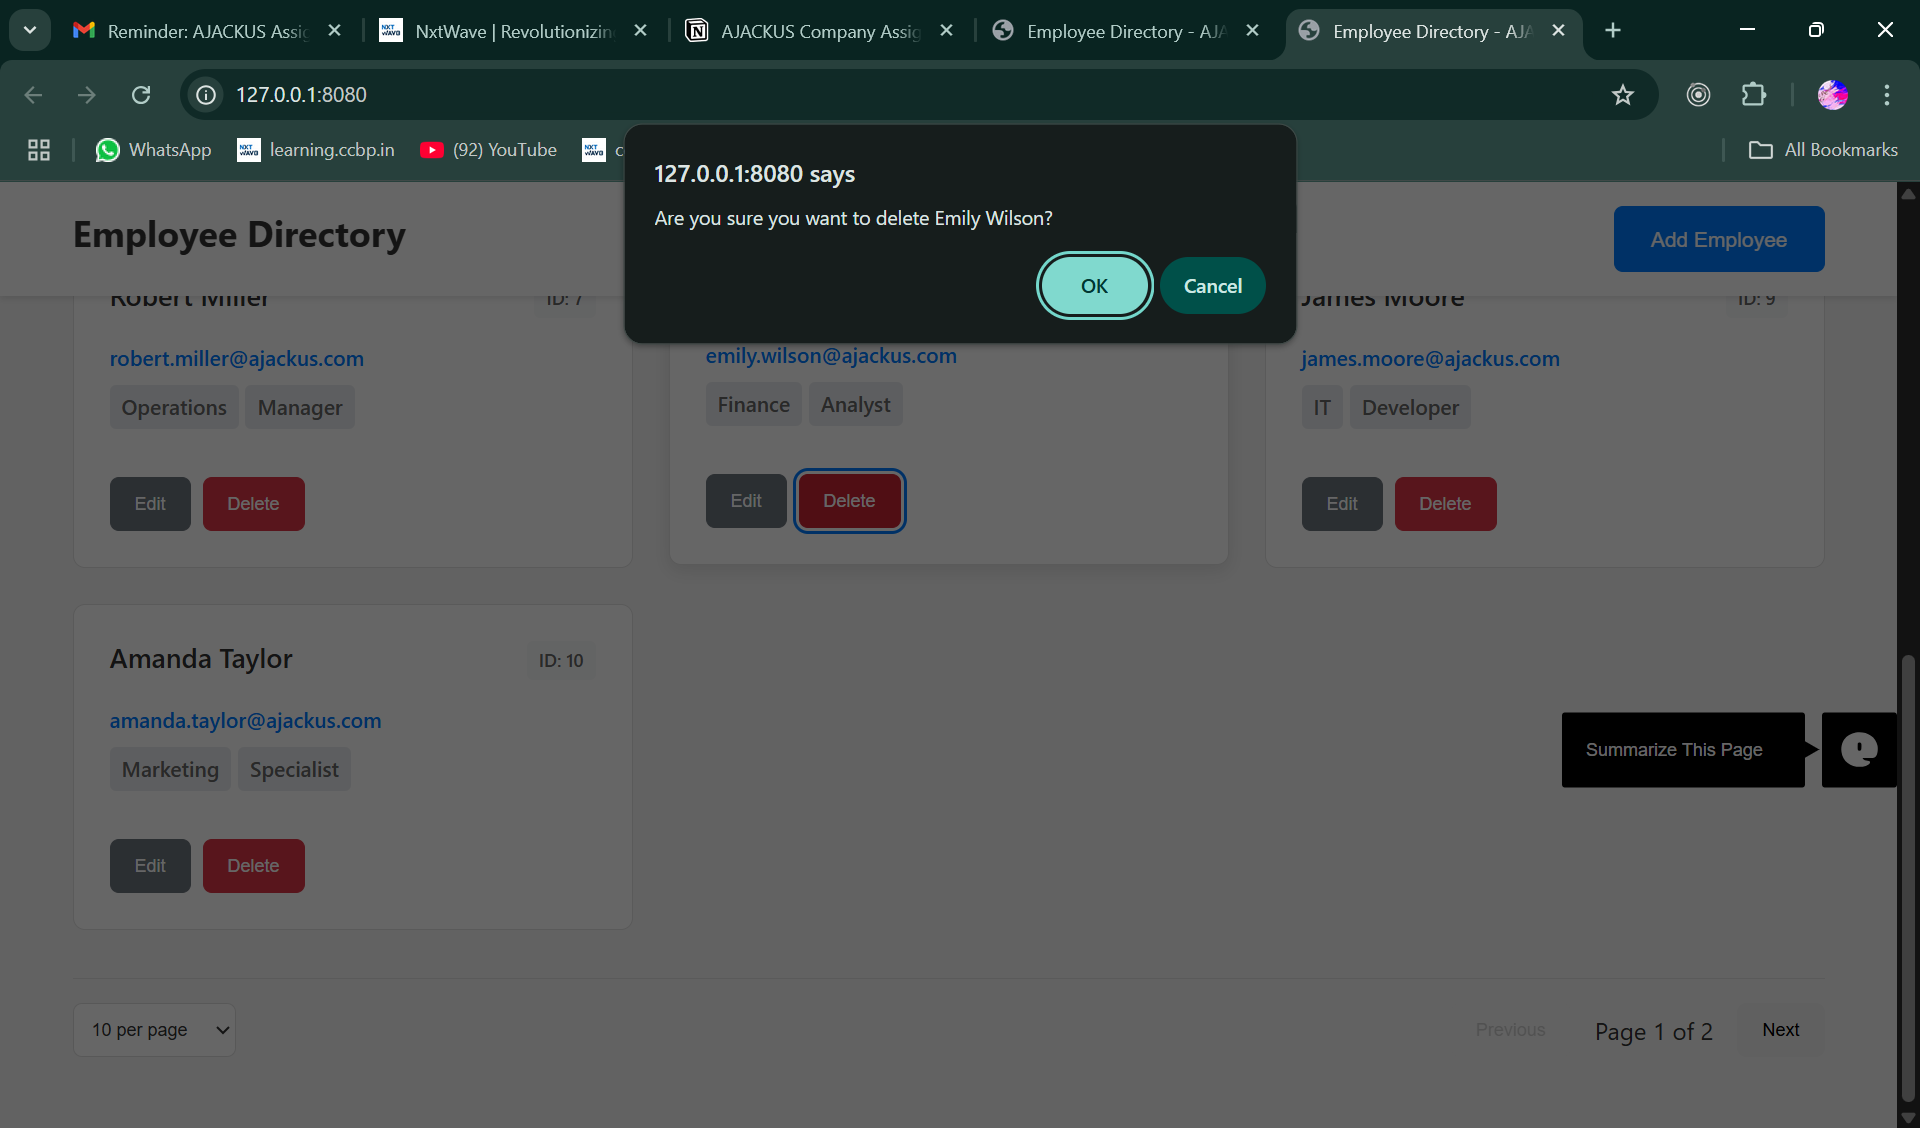 Reminder: AJACKUS Assig
NxtWave | Revolutionizin
AJACKUS Company Assig
Employee Directory - AJA
Employee Directory - AJA
127.0.0.1:8080
WhatsApp
learning.ccbp.in
(92) YouTube
All Bookmarks
127.0.0.1:8080 says
Are you sure you want to delete Emily Wilson?
OK
Cancel
Employee Directory
Add Employee
Robert Miller
ID: 7
James Moore
ID: 9
robert.miller@ajackus.com
emily.wilson@ajackus.com
james.moore@ajackus.com
Operations
Manager
Finance
Analyst
IT
Developer
Edit
Delete
Edit
Delete
Edit
Delete
Amanda Taylor
ID: 10
amanda.taylor@ajackus.com
Marketing
Specialist
Summarize This Page
Edit
Delete
10 per page
Previous
Page 1 of 2
Next